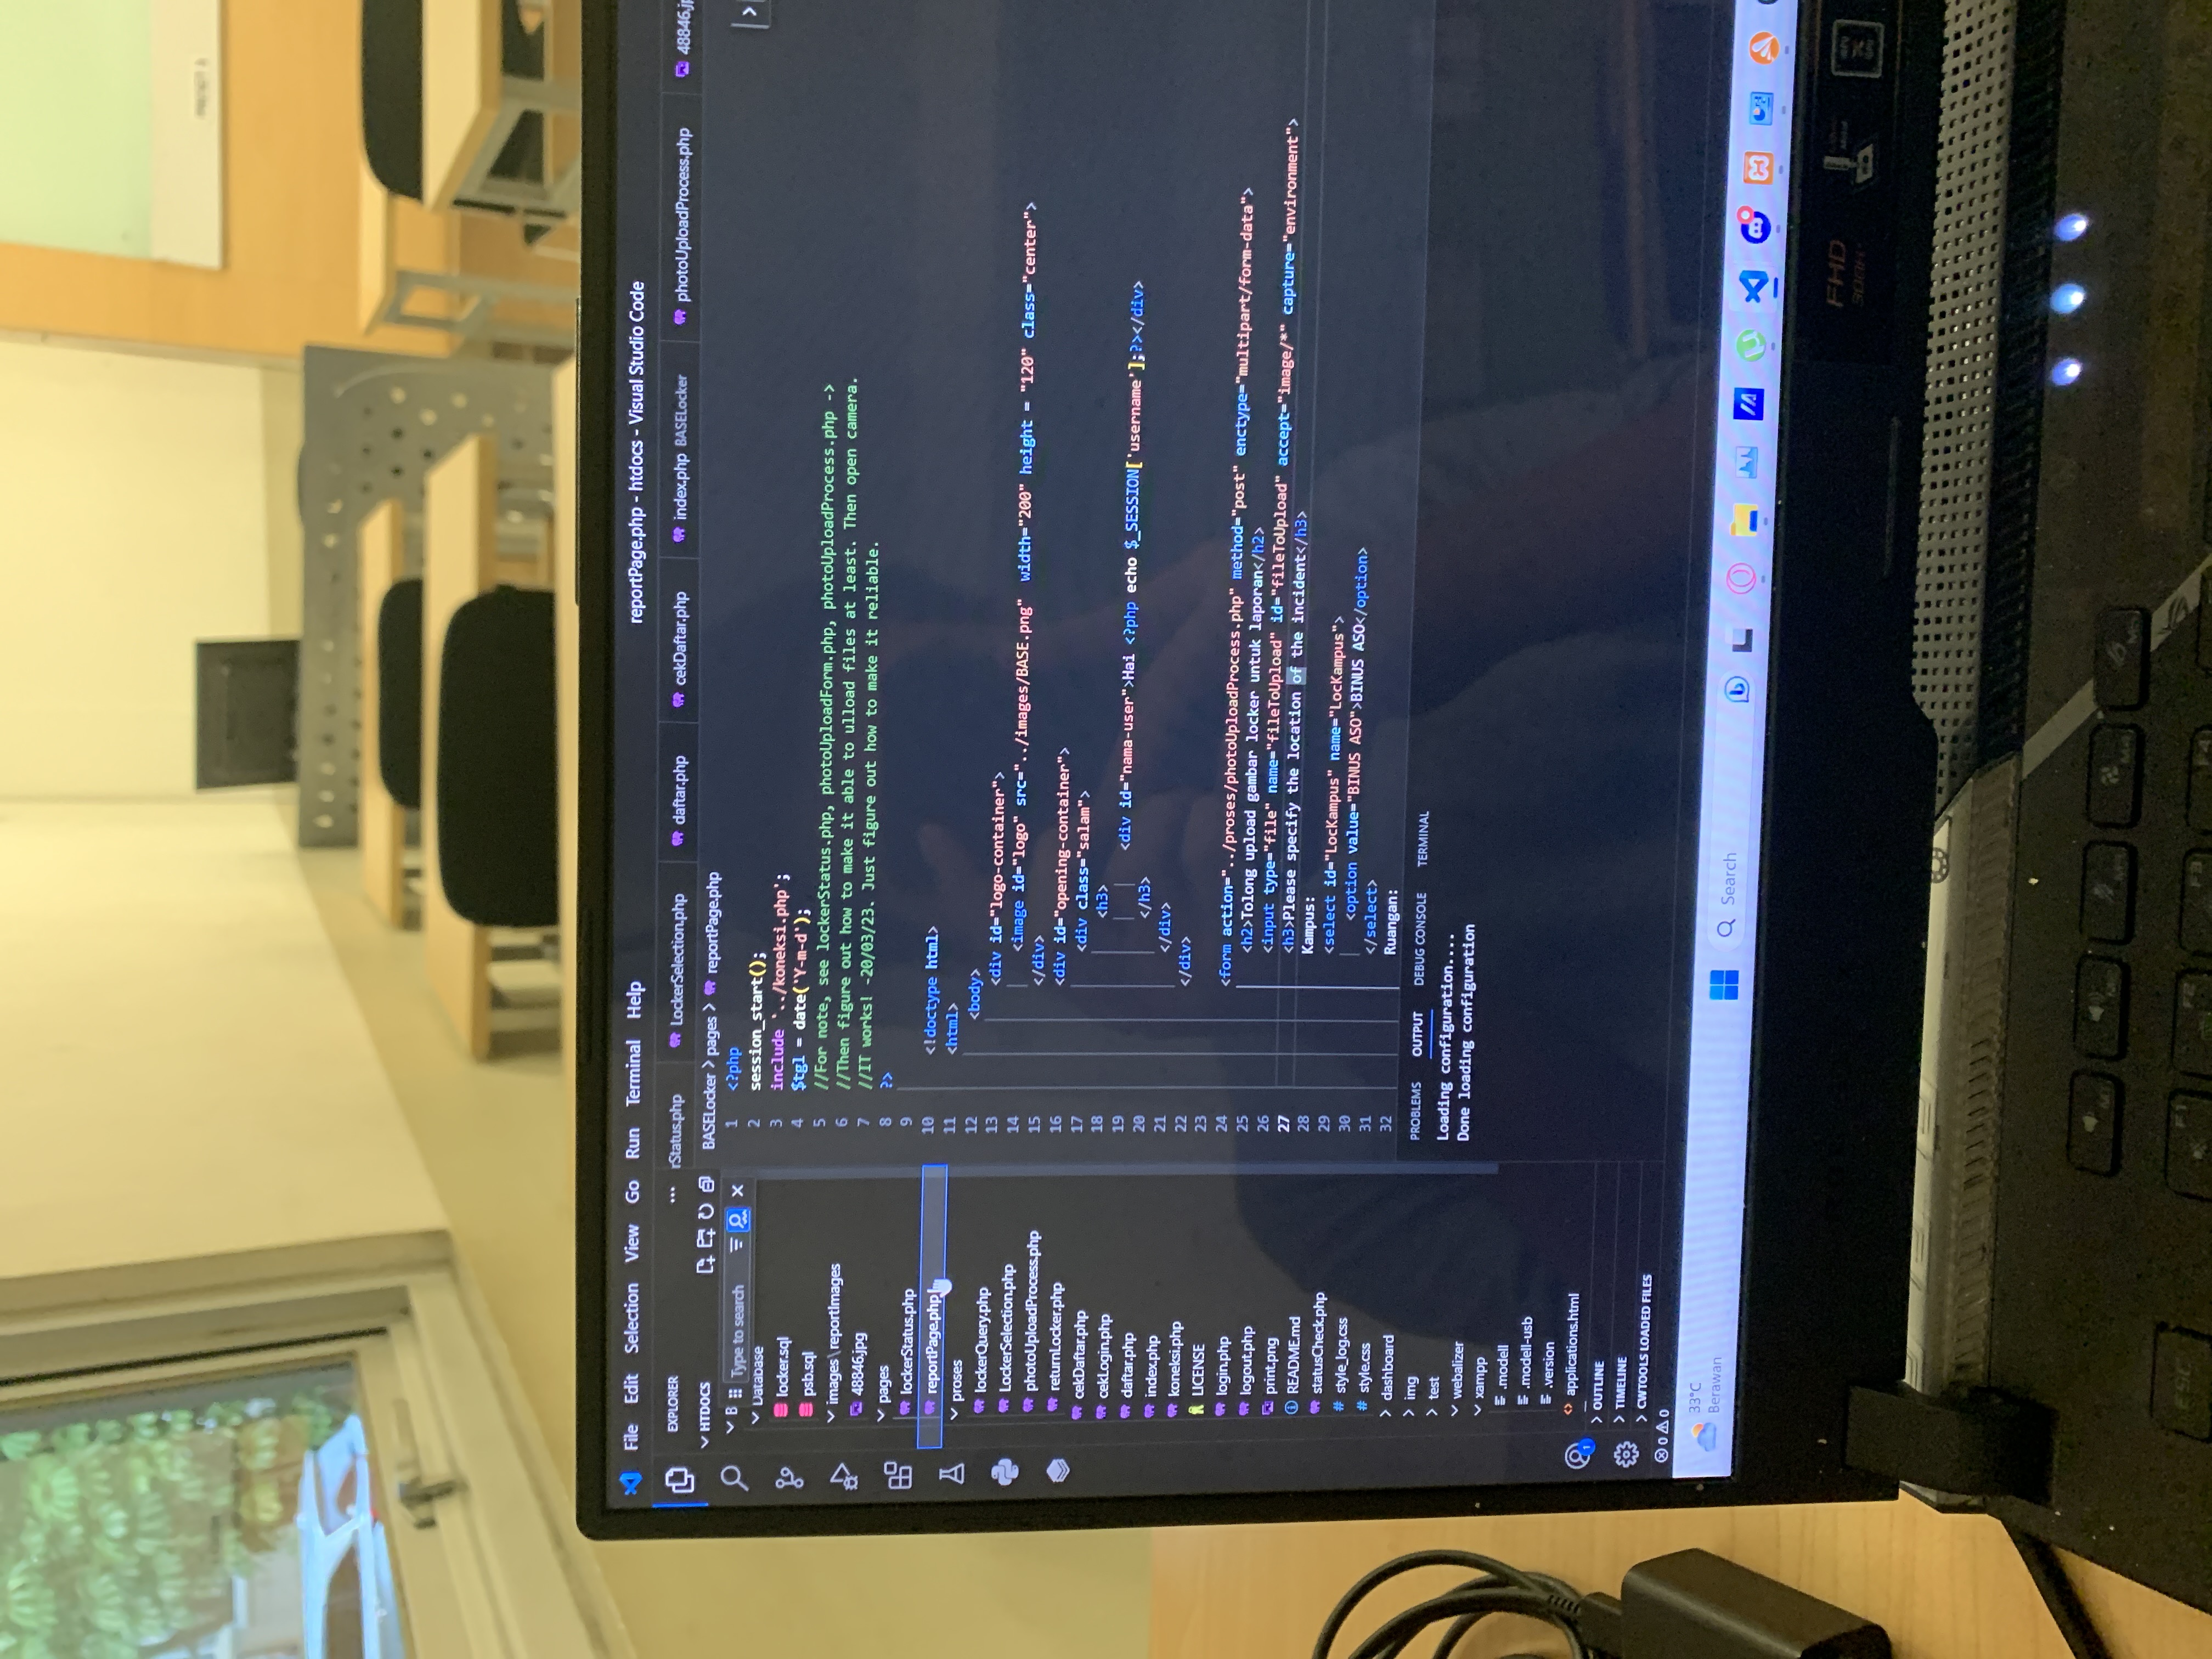 File Edit Selection View Go Run Terminal Help
reportPage.php - htdocs - Visual Studio Code
EXPLORER
HTDOCS
B
Type to search
Database
locker.sql
psb.sql
images\reportImages
48846.jpg
pages
lockerStatus.php
reportPage.php
proses
lockerQuery.php
LockerSelection.php
photoUploadProcess.php
returnLocker.php
cekDaftar.php
cekLogin.php
daftar.php
index.php
koneksi.php
LICENSE
login.php
logout.php
print.png
README.md
statusCheck.php
style_log.css
style.css
dashboard
img
test
webalizer
xampp
.modell
.modell-usb
.version
applications.html
OUTLINE
TIMELINE
CWTOOLS LOADED FILES
0 0
rStatus.php LockerSelection.php daftar.php cekDaftar.php index.php BASELocker photoUploadProcess.php 48846.jp
BASELocker > pages > reportPage.php
1 <?php
2 session_start();
3 include '../koneksi.php';
4 $tgl = date('Y-m-d');
5 //For note, see lockerStatus.php, photoUploadForm.php, photoUploadProcess.php ->
6 //Then figure out how to make it able to ulload files at least. Then open camera.
7 //IT works! -20/03/23. Just figure out how to make it reliable.
8 ?>
9
10 <!doctype html>
11 <html>
12 <body>
13 <div id="logo-container">
14 <image id="logo" src="../images/BASE.png"  width="200" height = "120" class="center">
15 </div>
16 <div id="opening-container">
17 <div class="salam">
18 <h3>
19 <div id="nama-user">Hai <?php echo $_SESSION['username'];?></div>
20 </h3>
21 </div>
22 </div>
23
24 <form action="../proses/photoUploadProcess.php" method="post" enctype="multipart/form-data">
25 <h2>Tolong upload gambar locker untuk laporan</h2>
26 <input type="file" name="fileToUpload" id="fileToUpload" accept="image/*" capture="environment">
27 <h3>Please specify the location of the incident</h3>
28 Kampus:
29 <select id="LocKampus" name="LocKampus">
30 <option value="BINUS ASO">BINUS ASO</option>
31 </select>
32 Ruangan:
PROBLEMS OUTPUT DEBUG CONSOLE TERMINAL
Loading configuration....
Done loading configuration
33°C
Berawan
Search
FHD
ESC
F1
F2
F3
F4